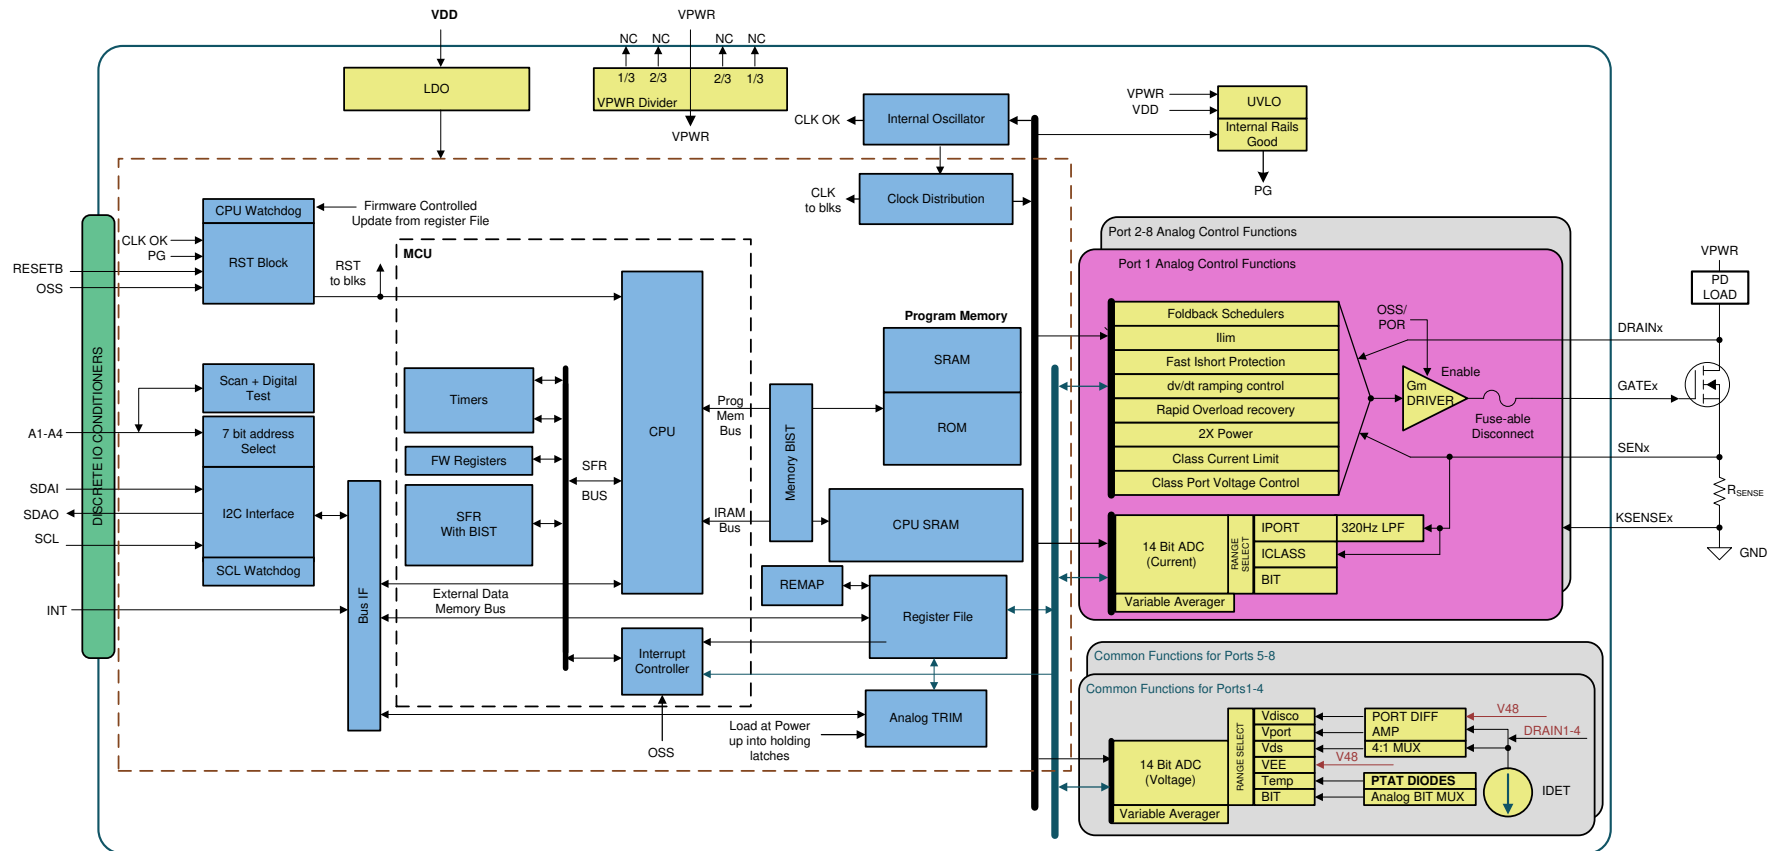 VDD
VPWR
NC
NC
NC
NC
1/3
2/3
2/3
1/3
VPWR Divider
VPWR
LDO
CLK OK
Internal Oscillator
CLK
to blks
Clock Distribution
VPWR
VDD
UVLO
Internal Rails
Good
PG
DISCRETE IO CONDITIONERS
CPU Watchdog
Firmware Controlled
Update from register File
CLK OK
PG
RESETB
OSS
RST Block
RST
to blks
MCU
Scan + Digital
Test
A1-A4
7 bit address
Select
SDAI
SDAO
SCL
I2C Interface
SCL Watchdog
INT
Bus IF
Timers
FW Registers
SFR
With BIST
SFR
BUS
CPU
External Data
Memory Bus
Interrupt
Controller
OSS
Prog
Mem
Bus
IRAM
Bus
Memory BIST
Program Memory
SRAM
ROM
CPU SRAM
REMAP
Register File
Analog TRIM
Load at Power
up into holding
latches
Port 2-8 Analog Control Functions
Port 1 Analog Control Functions
Foldback Schedulers
Ilim
Fast Ishort Protection
dv/dt ramping control
Rapid Overload recovery
2X Power
Class Current Limit
Class Port Voltage Control
OSS/
POR
Enable
Gm
DRIVER
Fuse-able
Disconnect
14 Bit ADC
(Current)
RANGE
SELECT
IPORT
320Hz LPF
ICLASS
BIT
Variable Averager
VPWR
PD
LOAD
DRAINx
GATEx
SENx
RSENSE
KSENSEx
GND
Common Functions for Ports 5-8
Common Functions for Ports1-4
14 Bit ADC
(Voltage)
Variable Averager
RANGE SELECT
Vdisco
Vport
Vds
VEE
Temp
BIT
PORT DIFF
AMP
4:1 MUX
V48
DRAIN1-4
V48
PTAT DIODES
Analog BIT MUX
IDET